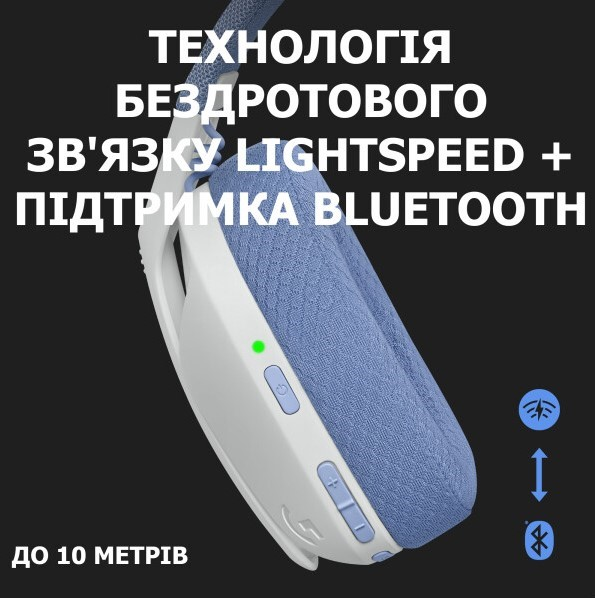 ТЕХНОЛОГІЯ
БЕЗДРОТОВОГО
ЗВ'ЯЗКУ LIGHTSPEED +
ПІДТРИМКА BLUETOOTH
+
−
ДО 10 МЕТРІВ